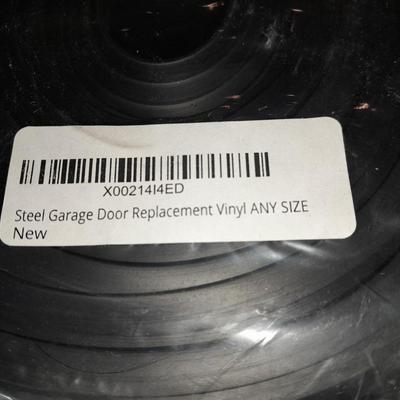 X00214I4ED
Steel Garage Door Replacement Vinyl ANY SIZE
New